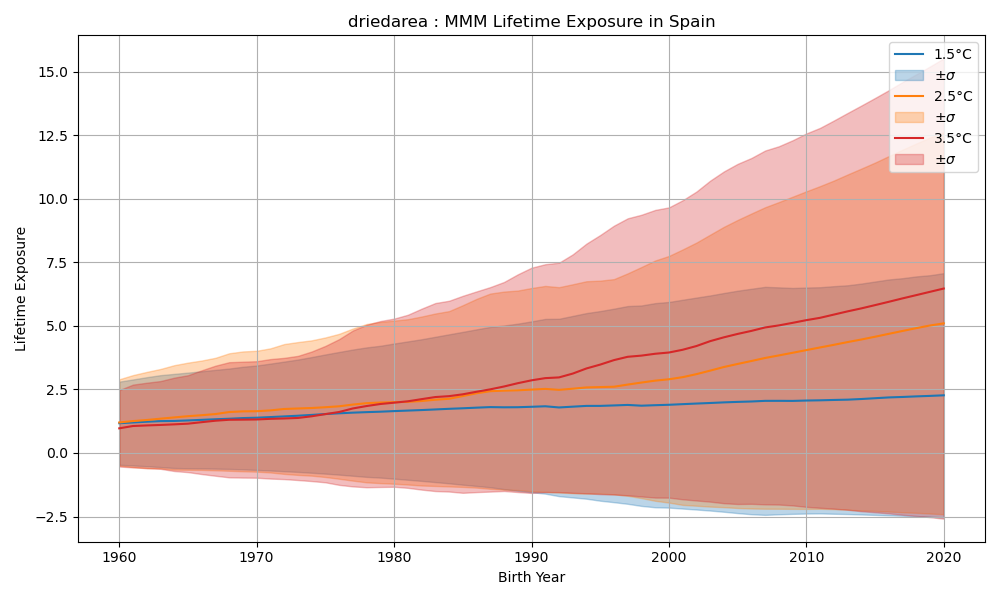 driedarea : MMM Lifetime Exposure in Spain
15.0
12.5
10.0
7.5
5.0
2.5
0.0
−2.5
Lifetime Exposure
1960
1970
1980
1990
2000
2010
2020
Birth Year
1.5°C
±σ
2.5°C
±σ
3.5°C
±σ